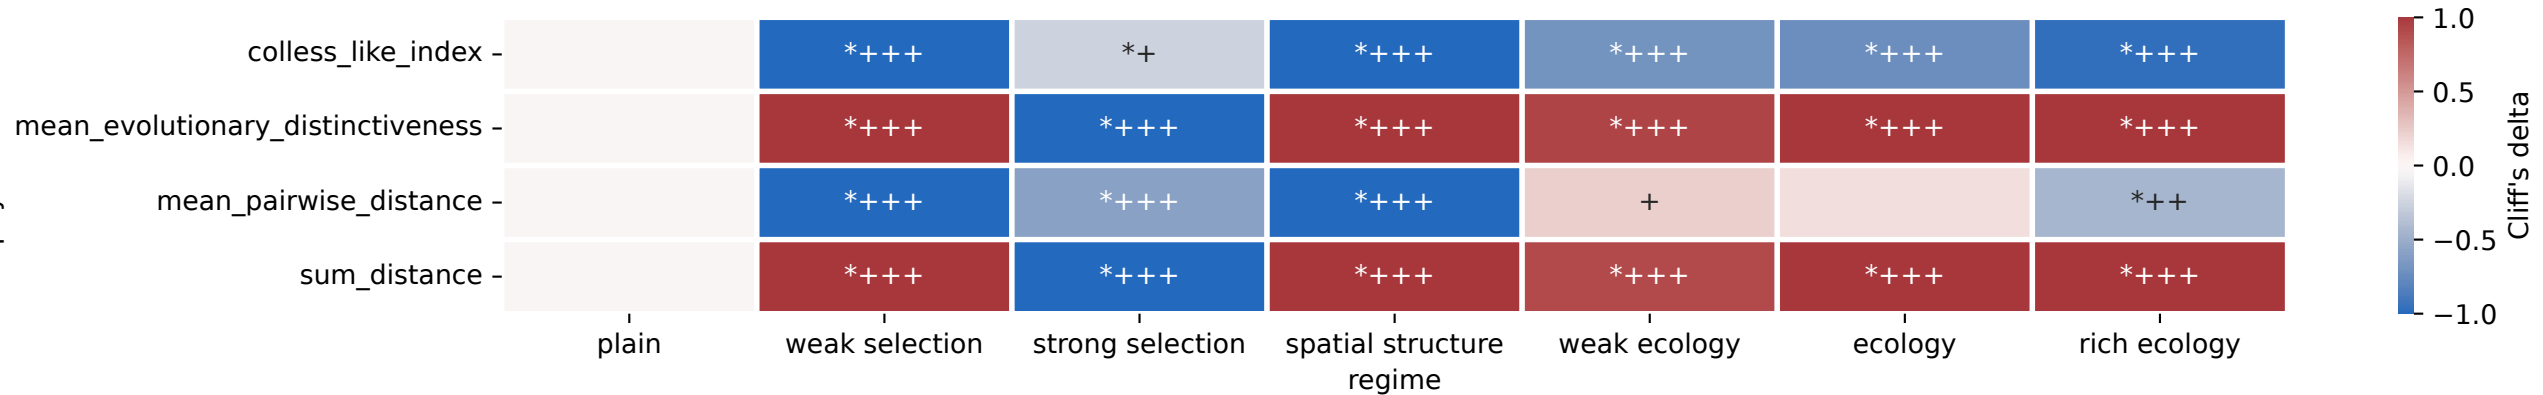 colless_like_index *+++ *+ *+++ *+++ *+++ *+++
mean_evolutionary_distinctiveness *+++ *+++ *+++ *+++ *+++ *+++
mean_pairwise_distance *+++ *+++ *+++ + *++
sum_distance *+++ *+++ *+++ *+++ *+++ *+++
plain weak selection strong selection spatial structure weak ecology ecology rich ecology
regime
1.0
0.5
0.0
−0.5
−1.0
Cliff's delta